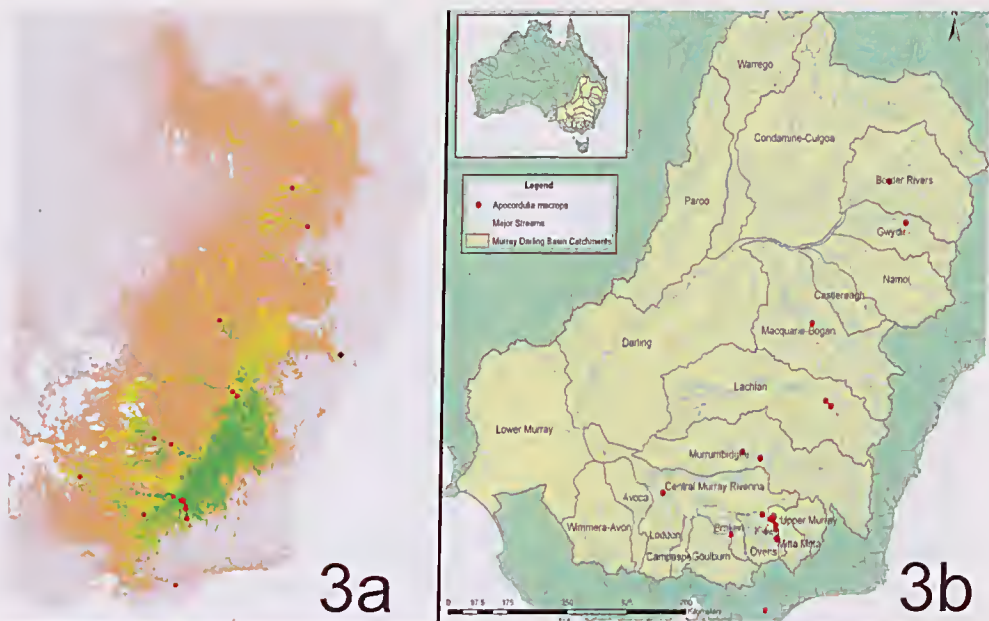 3a
Legend
Apocordulia macrops
Major Streams
Murray Darling Basin Catchments
Warrego
Condamine-Culgoa
Border Rivers
Paroo
Gwydir
Namoi
Castlereagh
Macquarie-Bogan
Darling
Lachlan
Lower Murray
Murrumbidgee
Central Murray Riverina
Avoca
Wimmera-Avon
Loddon
Campaspe
Goulburn
Ovens
Upper Murray
Mitta Mitta
0
Kilometers
3b